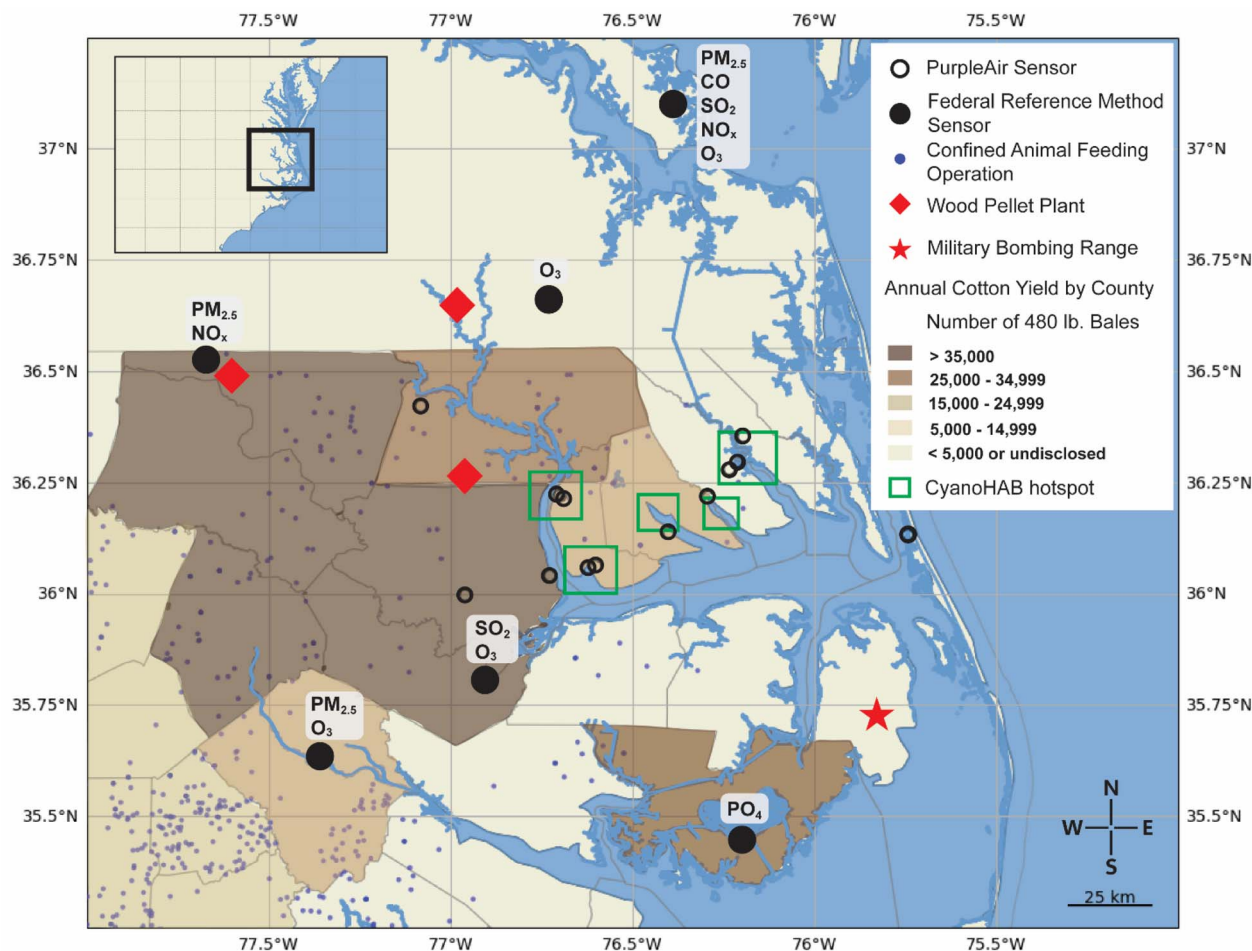 77.5°W 77°W 76.5°W 76°W 75.5°W
PM₂.₅
CO
SO₂
NOₓ
O₃
PurpleAir Sensor
Federal Reference Method
Sensor
Confined Animal Feeding
Operation
Wood Pellet Plant
Military Bombing Range
Annual Cotton Yield by County
Number of 480 lb. Bales
> 35,000
25,000 - 34,999
15,000 - 24,999
5,000 - 14,999
< 5,000 or undisclosed
CyanoHAB hotspot
37°N 37°N
36.75°N 36.75°N
O₃
PM₂.₅
NOₓ
36.5°N 36.5°N
36.25°N 36.25°N
36°N 36°N
SO₂
O₃
35.75°N 35.75°N
PM₂.₅
O₃
PO₄
35.5°N 35.5°N
N
W E
S
25 km
77.5°W 77°W 76.5°W 76°W 75.5°W